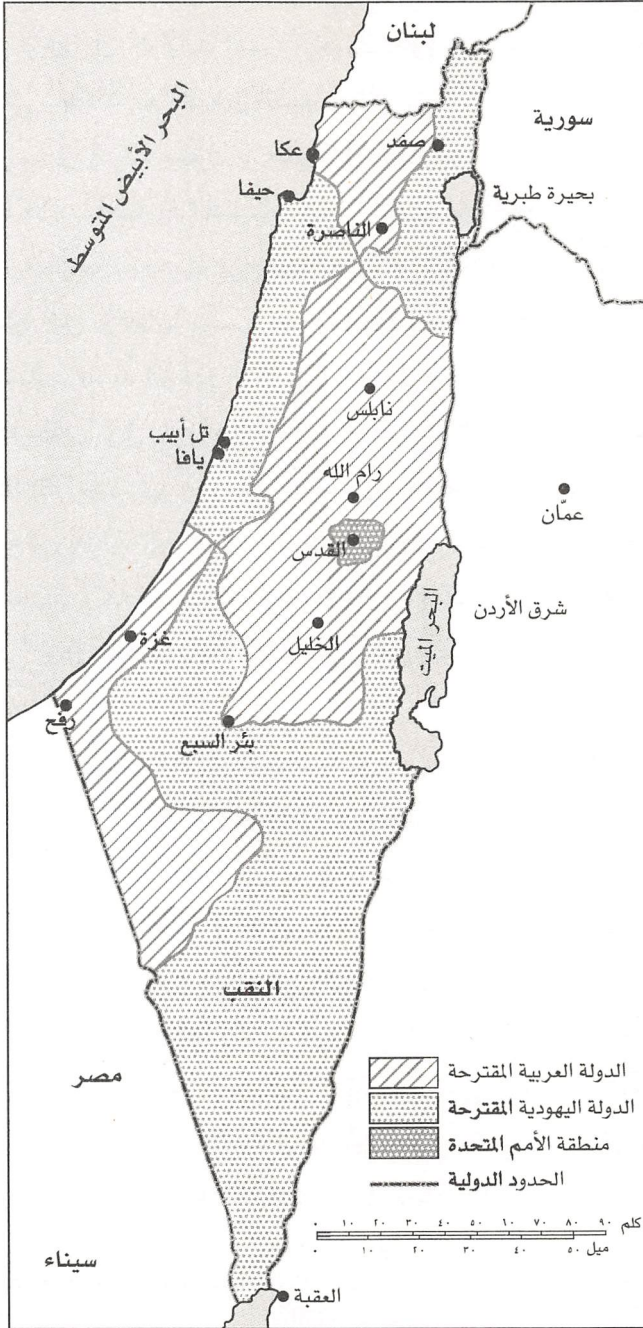 لبنان
سورية
البحر الأبيض المتوسط
عكا
صفد
حيفا
بحيرة طبرية
الناصرة
نابلس
تل أبيب
يافا
رام الله
عمّان
القدس
شرق الأردن
البحر الميت
الخليل
غزة
رفح
بئر السبع
النقب
مصر
الدولة العربية المقترحة
الدولة اليهودية المقترحة
منطقة الأمم المتحدة
الحدود الدولية
٠ ١٠ ٢٠ ٣٠ ٤٠ ٥٠ ٦٠ ٧٠ ٨٠ ٩٠ كلم
٠ ١٠ ٢٠ ٣٠ ٤٠ ٥٠ ميل
سيناء
العقبة